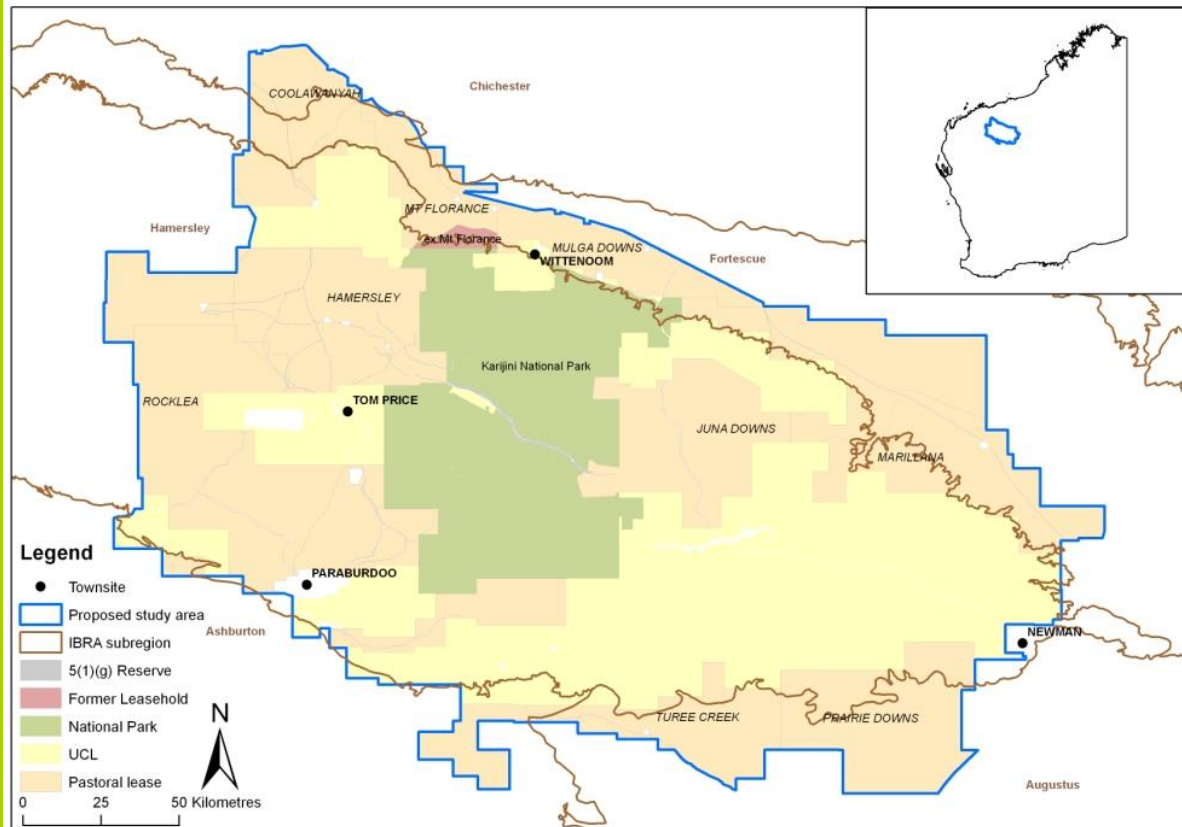 Chichester
COOLAWANYAH
MT FLORANCE
Hamersley
ex Mt Florance
MULGA DOWNS
WITTENOOM
Fortescue
HAMERSLEY
Karijini National Park
ROCKLEA
TOM PRICE
JUNA DOWNS
MARILLANA
Legend
Townsite
Proposed study area
IBRA subregion
5(1)(g) Reserve
Former Leasehold
National Park
UCL
Pastoral lease
0 25 50 Kilometres
N
PARABURDOO
Ashburton
NEWMAN
TUREE CREEK
PRAIRIE DOWNS
Augustus